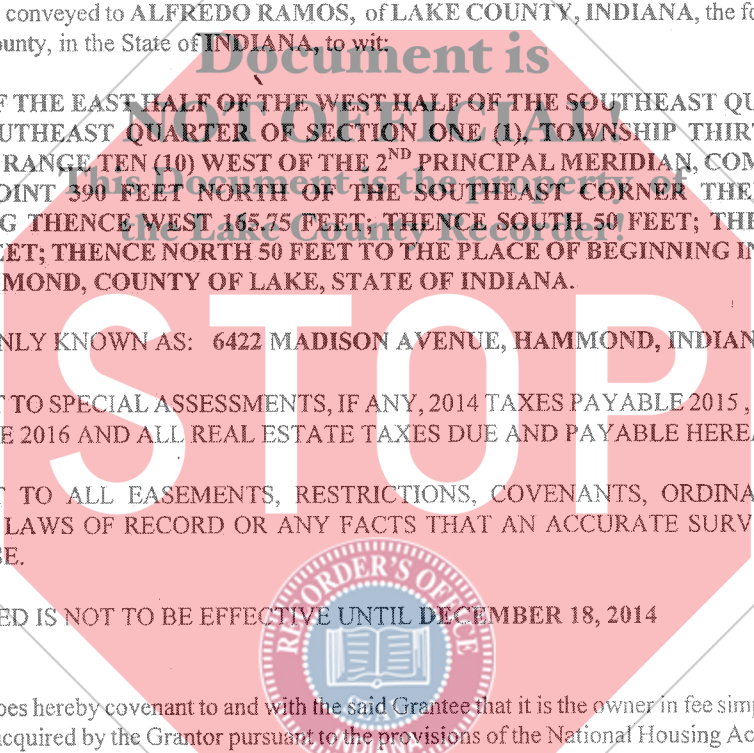 conveyed to ALFREDO RAMOS, of LAKE COUNTY, INDIANA, the fo
ounty, in the State of INDIANA, to wit:
Document is
F THE EAST HALF OF THE WEST HALF OF THE SOUTHEAST QU
NOT OFFICIAL!
UTHEAST QUARTER OF SECTION ONE (1), TOWNSHIP THIRT
RANGE TEN (10) WEST OF THE 2ND PRINCIPAL MERIDIAN, COM
This Document is the property of
OINT 390 FEET NORTH OF THE SOUTHEAST CORNER THE
G THENCE WEST 165.75 FEET; THENCE SOUTH 50 FEET; THE
the Lake County Recorder!
EET; THENCE NORTH 50 FEET TO THE PLACE OF BEGINNING IN
MOND, COUNTY OF LAKE, STATE OF INDIANA.
NLY KNOWN AS: 6422 MADISON AVENUE, HAMMOND, INDIAN
T TO SPECIAL ASSESSMENTS, IF ANY, 2014 TAXES PAYABLE 2015 ,
E 2016 AND ALL REAL ESTATE TAXES DUE AND PAYABLE HEREA
STOP
T TO ALL EASEMENTS, RESTRICTIONS, COVENANTS, ORDINA
LAWS OF RECORD OR ANY FACTS THAT AN ACCURATE SURV
SE.
RECORDER'S OFFICE
ED IS NOT TO BE EFFECTIVE UNTIL DECEMBER 18, 2014
SEAL
oes hereby covenant to and with the said Grantee that it is the owner in fee simp
acquired by the Grantor pursuant to the provisions of the National Housing Ac